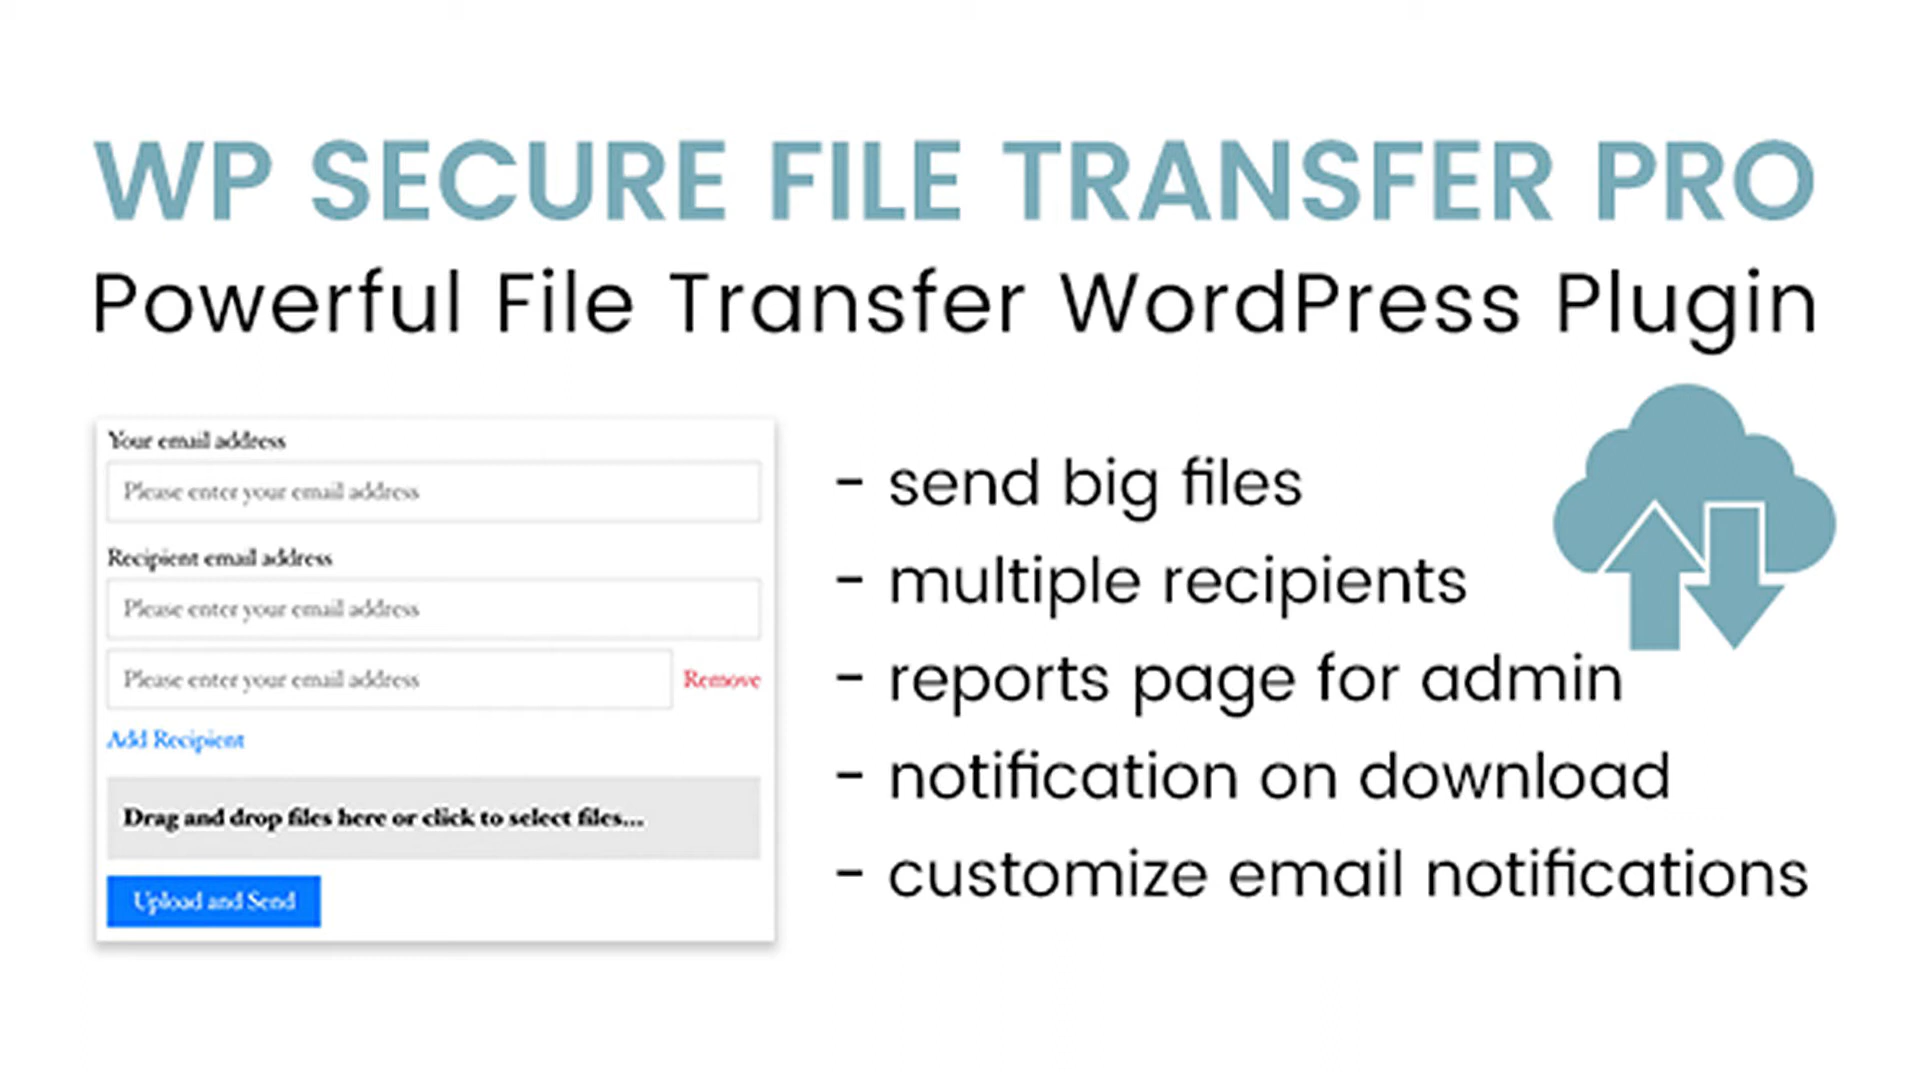 WP SECURE FILE TRANSFER PRO
Powerful File Transfer WordPress Plugin
Your email address
Please enter your email address
Recipient email address
Please enter your email address
Please enter your email address Remove
Add Recipient
Drag and drop files here or click to select files...
Upload and Send
- send big files
- multiple recipients
- reports page for admin
- notification on download
- customize email notifications